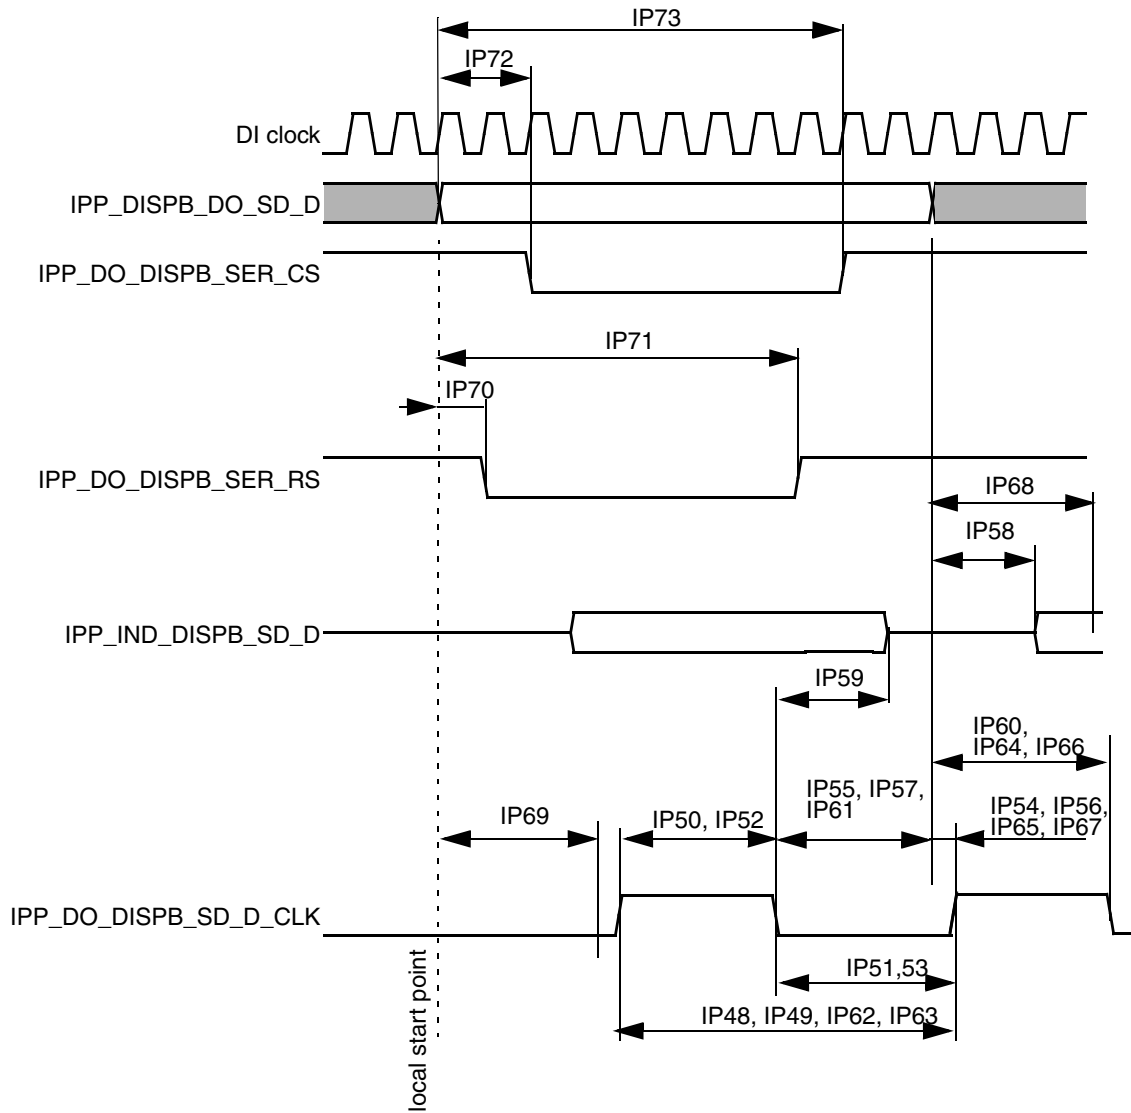 IP73
IP72
DI clock
IPP_DISPB_DO_SD_D
IPP_DO_DISPB_SER_CS
IP71
IP70
IPP_DO_DISPB_SER_RS
IP68
IP58
IPP_IND_DISPB_SD_D
IP59
IP60,
IP64, IP66
IP55, IP57,
IP61
IP54, IP56,
IP65, IP67
IP69
IP50, IP52
IPP_DO_DISPB_SD_D_CLK
IP51,53
IP48, IP49, IP62, IP63
local start point